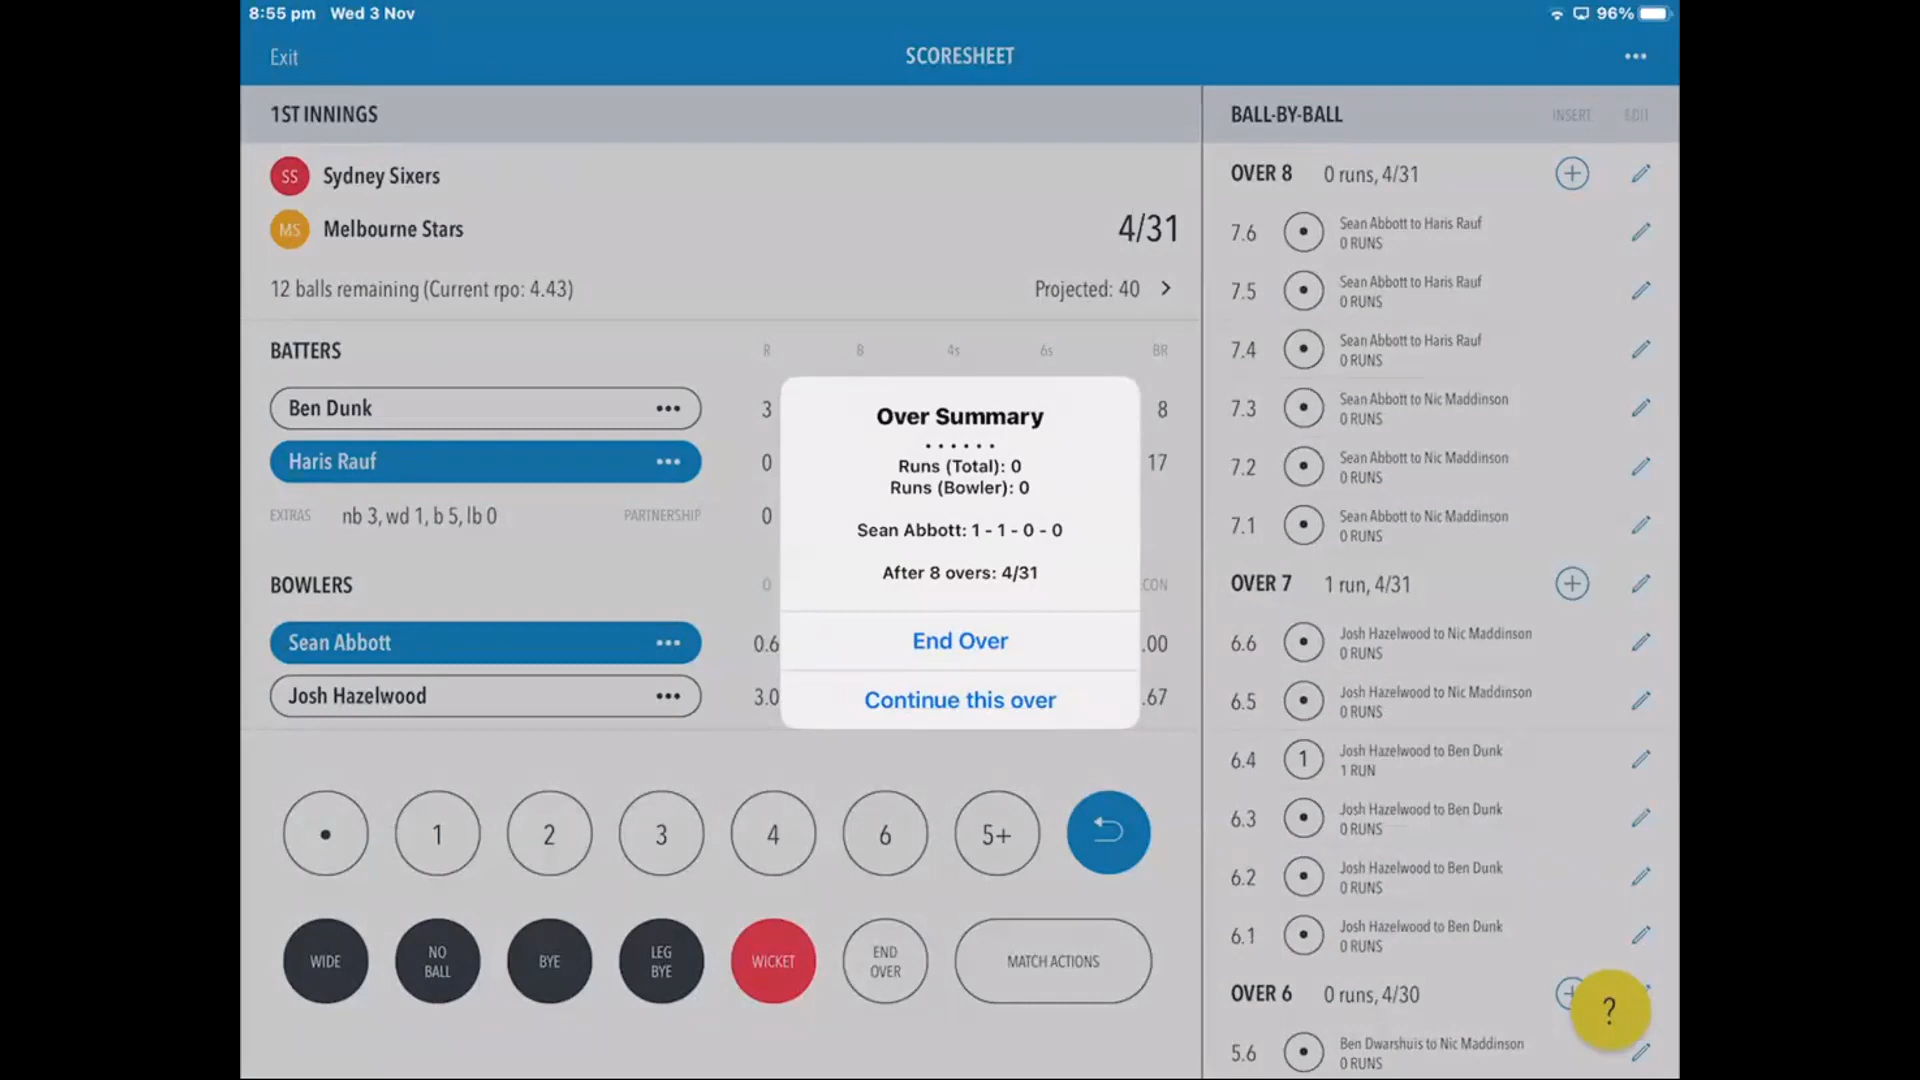 8:55 pm Wed 3 Nov
96%
Exit
SCORESHEET
•••
1ST INNINGS
SS Sydney Sixers
MS Melbourne Stars
4/31
12 balls remaining (Current rpo: 4.43)
Projected: 40 >
BATTERS
R B 4s 6s BR
Ben Dunk •••
3 8
Haris Rauf •••
0 17
EXTRAS nb 3, wd 1, b 5, lb 0
PARTNERSHIP 0
BOWLERS
O CON
Sean Abbott •••
0.6 .00
Josh Hazelwood •••
3.0 .67
Over Summary
• • • • • •
Runs (Total): 0
Runs (Bowler): 0
Sean Abbott: 1 - 1 - 0 - 0
After 8 overs: 4/31
End Over
Continue this over
• 1 2 3 4 6 5+
WIDE
NO
BALL
BYE
LEG
BYE
WICKET
END
OVER
MATCH ACTIONS
BALL-BY-BALL
INSERT EDIT
OVER 8 0 runs, 4/31
7.6 • Sean Abbott to Haris Rauf
0 RUNS
7.5 • Sean Abbott to Haris Rauf
0 RUNS
7.4 • Sean Abbott to Haris Rauf
0 RUNS
7.3 • Sean Abbott to Nic Maddinson
0 RUNS
7.2 • Sean Abbott to Nic Maddinson
0 RUNS
7.1 • Sean Abbott to Nic Maddinson
0 RUNS
OVER 7 1 run, 4/31
6.6 • Josh Hazelwood to Nic Maddinson
0 RUNS
6.5 • Josh Hazelwood to Nic Maddinson
0 RUNS
6.4 1 Josh Hazelwood to Ben Dunk
1 RUN
6.3 • Josh Hazelwood to Ben Dunk
0 RUNS
6.2 • Josh Hazelwood to Ben Dunk
0 RUNS
6.1 • Josh Hazelwood to Ben Dunk
0 RUNS
OVER 6 0 runs, 4/30
?
5.6 • Ben Dwarshuis to Nic Maddinson
0 RUNS